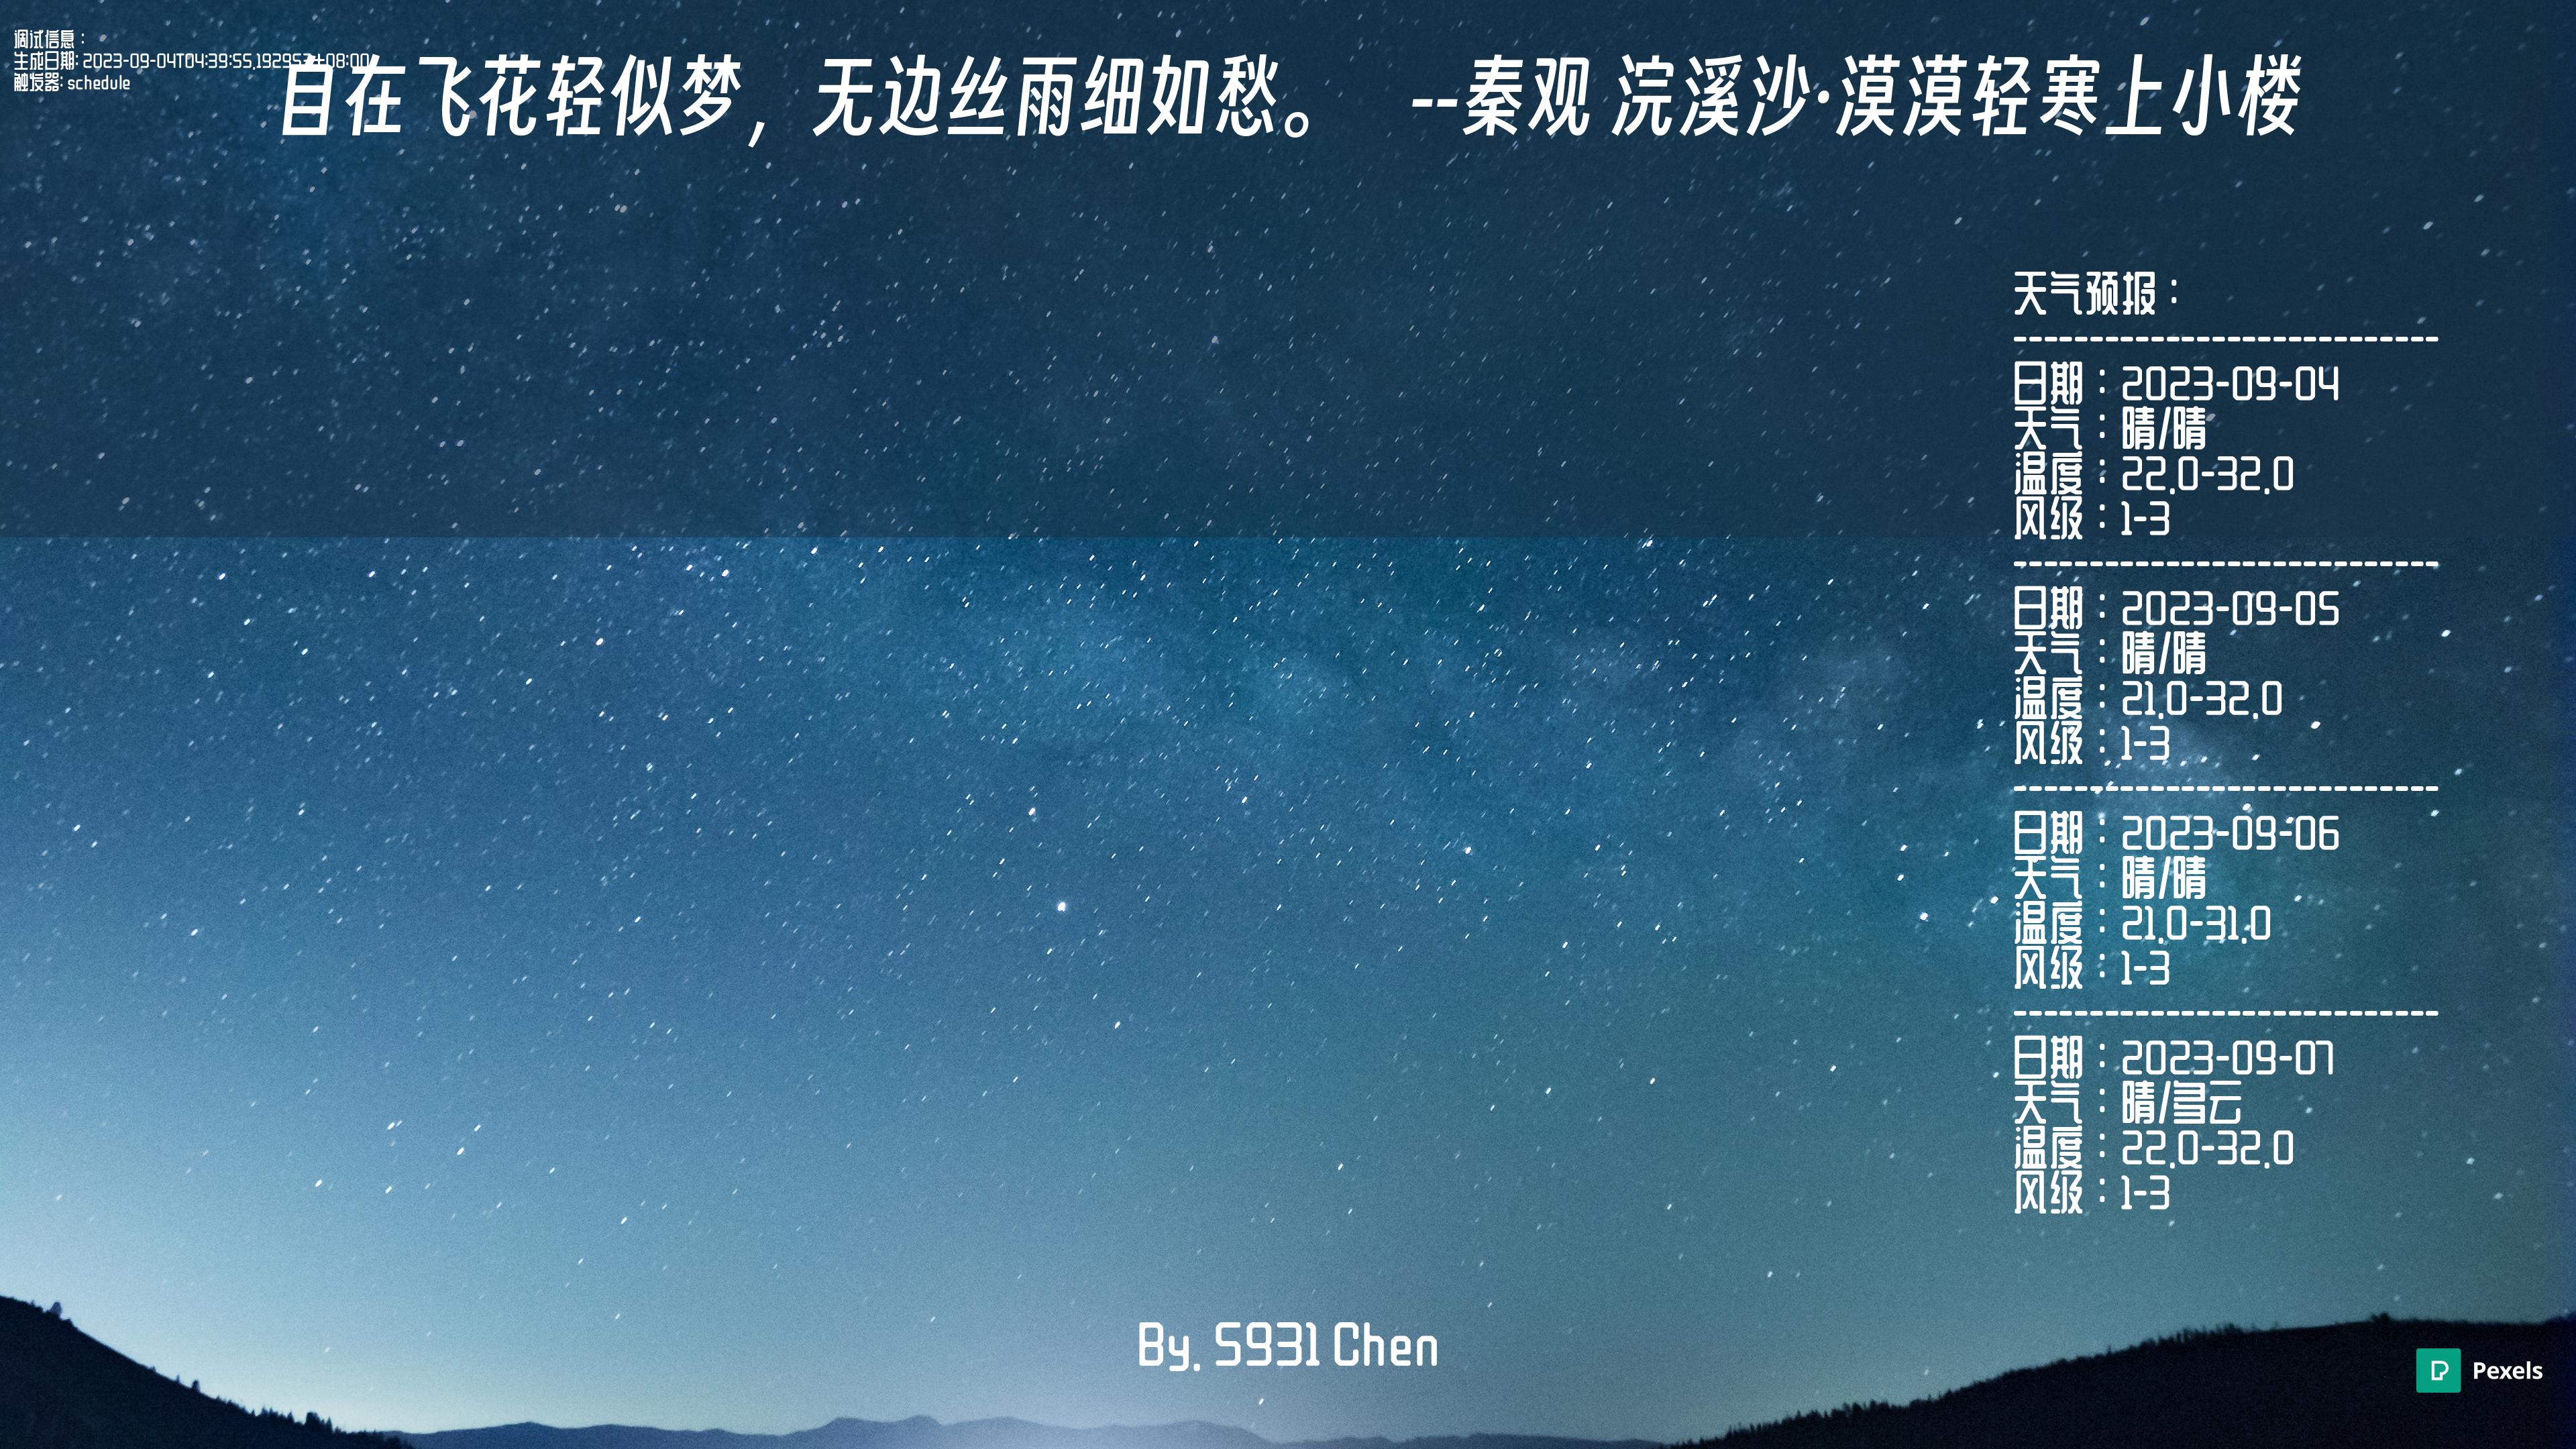 调试信息：
生成日期: 2023-09-04T04:39:55.192953+08:00
触发器: schedule
自在飞花轻似梦，无边丝雨细如愁。 --秦观 浣溪沙·漠漠轻寒上小楼
天气预报：
----------------------------
日期：2023-09-04
天气：晴/晴
温度：22.0-32.0
风级：1-3
----------------------------
日期：2023-09-05
天气：晴/晴
温度：21.0-32.0
风级：1-3
----------------------------
日期：2023-09-06
天气：晴/晴
温度：21.0-31.0
风级：1-3
----------------------------
日期：2023-09-07
天气：晴/多云
温度：22.0-32.0
风级：1-3
By. S931 Chen
Pexels